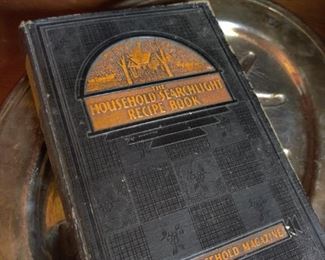 THE
HOUSEHOLD SEARCHLIGHT
RECIPE BOOK
HOUSEHOLD MAGAZINE